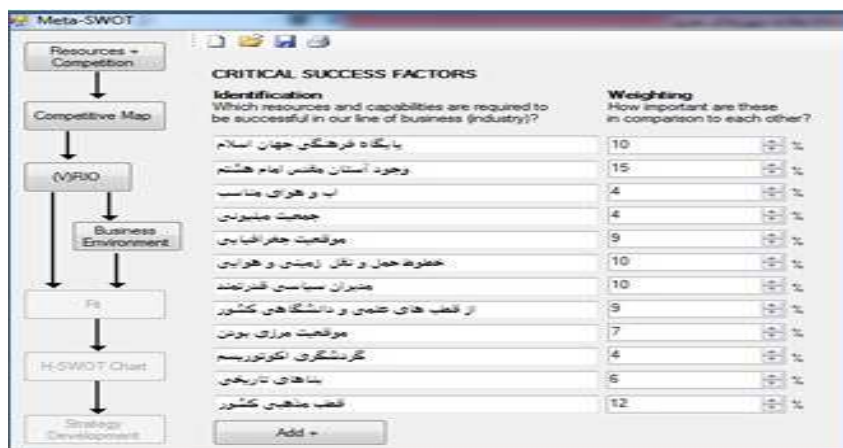 Meta-SWOT
Resources +
Competition
Competitive Map
(V)RIO
Business
Environment
Fit
H-SWOT Chart
Strategy
Development
CRITICAL SUCCESS FACTORS
Identification
Which resources and capabilities are required to
be successful in our line of business (industry)?
Weighting
How important are these
in comparison to each other?
پایگاه فرهنگی جهان اسلام 10 %
وجود آستان مقدس امام هشتم 15 %
اب و هوای مناسب 4 %
جمعیت میلیونی 4 %
موقعیت جغرافیایی 9 %
خطوط حمل و نقل زمینی و هوایی 10 %
مدیران سیاسی قدرتمند 10 %
از قطب های علمی و دانشگاهی کشور 9 %
موقعیت مرزی بودن 7 %
گردشگری اکوتوریسم 4 %
بناهای تاریخی 6 %
قطب مذهبی کشور 12 %
Add +